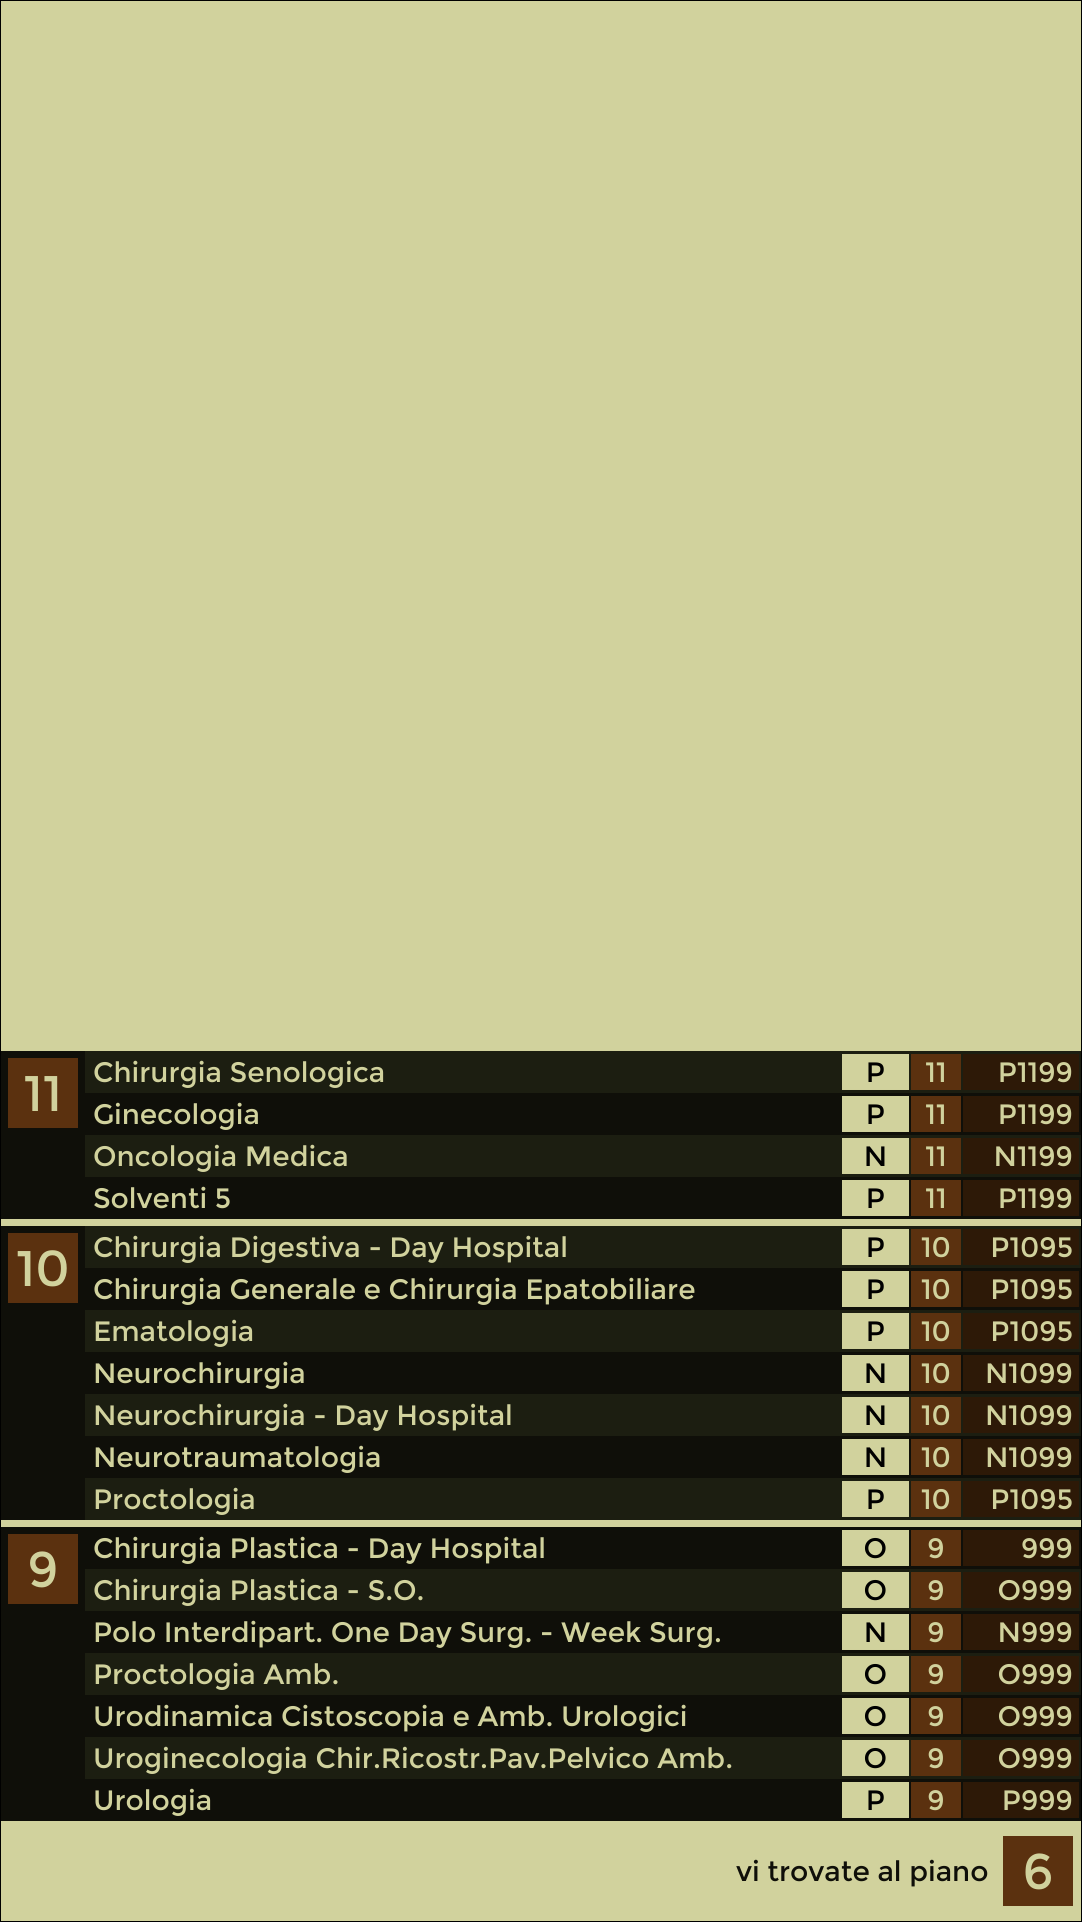 11 Chirurgia Senologica P 11 P1199
Ginecologia P 11 P1199
Oncologia Medica N 11 N1199
Solventi 5 P 11 P1199
10 Chirurgia Digestiva - Day Hospital P 10 P1095
Chirurgia Generale e Chirurgia Epatobiliare P 10 P1095
Ematologia P 10 P1095
Neurochirurgia N 10 N1099
Neurochirurgia - Day Hospital N 10 N1099
Neurotraumatologia N 10 N1099
Proctologia P 10 P1095
9 Chirurgia Plastica - Day Hospital O 9 999
Chirurgia Plastica - S.O. O 9 O999
Polo Interdipart. One Day Surg. - Week Surg. N 9 N999
Proctologia Amb. O 9 O999
Urodinamica Cistoscopia e Amb. Urologici O 9 O999
Uroginecologia Chir.Ricostr.Pav.Pelvico Amb. O 9 O999
Urologia P 9 P999
vi trovate al piano 6